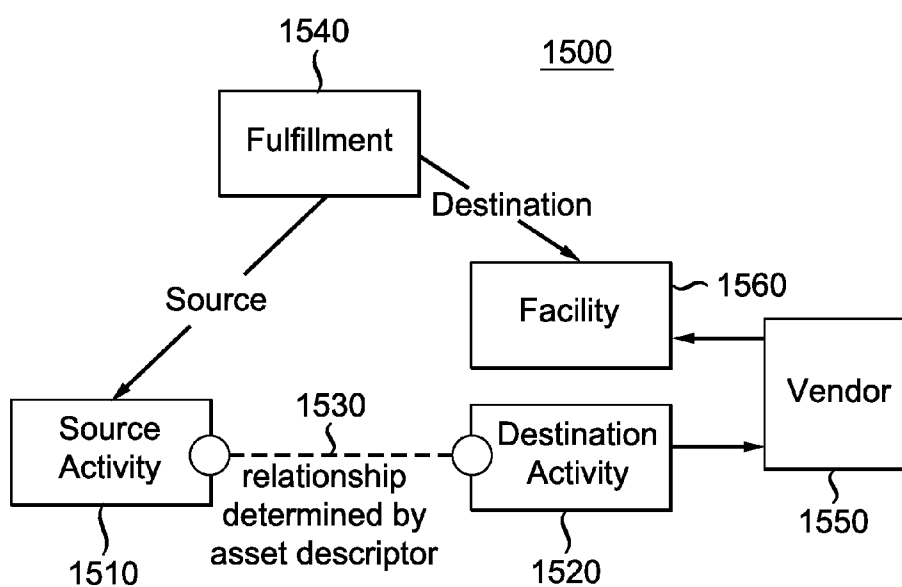 1540
1500
Fulfillment
Destination
1560
Source
Facility
Vendor
1530
Source
Activity
Destination
Activity
relationship
determined by
asset descriptor
1510
1520
1550